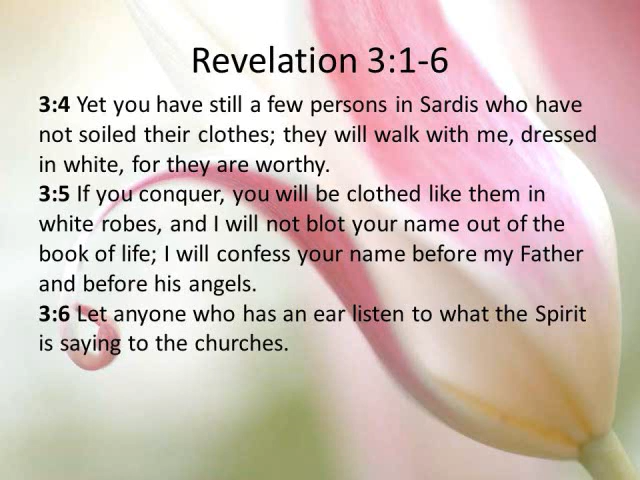 Revelation 3:1-6
3:4 Yet you have still a few persons in Sardis who have
not soiled their clothes; they will walk with me, dressed
in white, for they are worthy.
3:5 If you conquer, you will be clothed like them in
white robes, and I will not blot your name out of the
book of life; I will confess your name before my Father
and before his angels.
3:6 Let anyone who has an ear listen to what the Spirit
is saying to the churches.